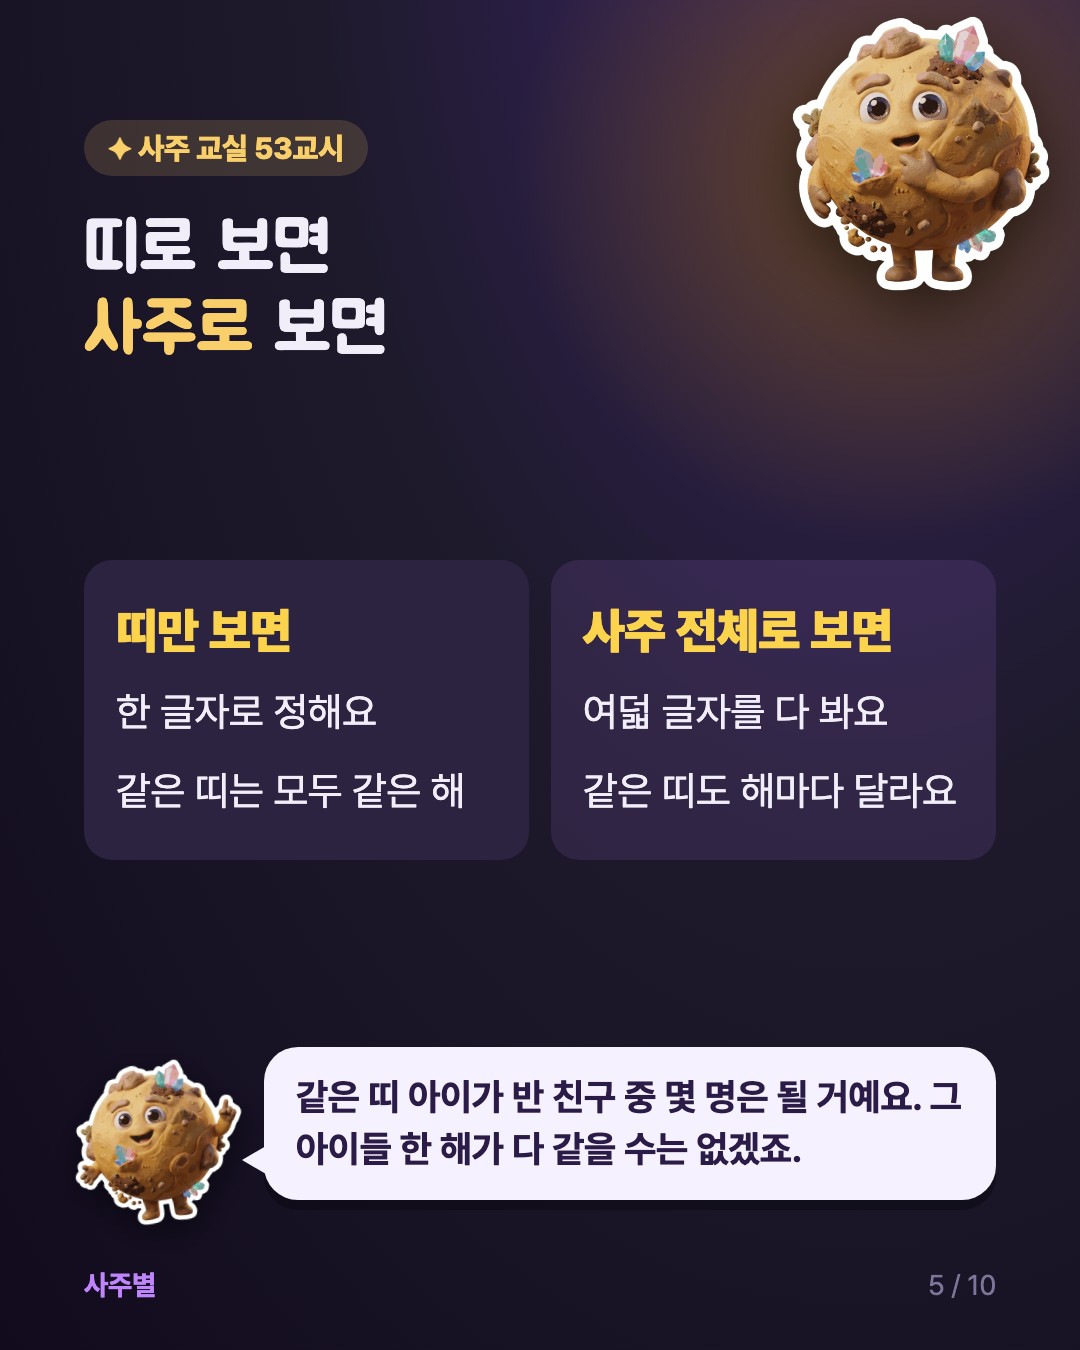 ✦ 사주 교실 53교시
띠로 보면
사주로 보면
띠만 보면
한 글자로 정해요
같은 띠는 모두 같은 해
사주 전체로 보면
여덟 글자를 다 봐요
같은 띠도 해마다 달라요
같은 띠 아이가 반 친구 중 몇 명은 될 거예요. 그
아이들 한 해가 다 같을 수는 없겠죠.
사주별
5 / 10